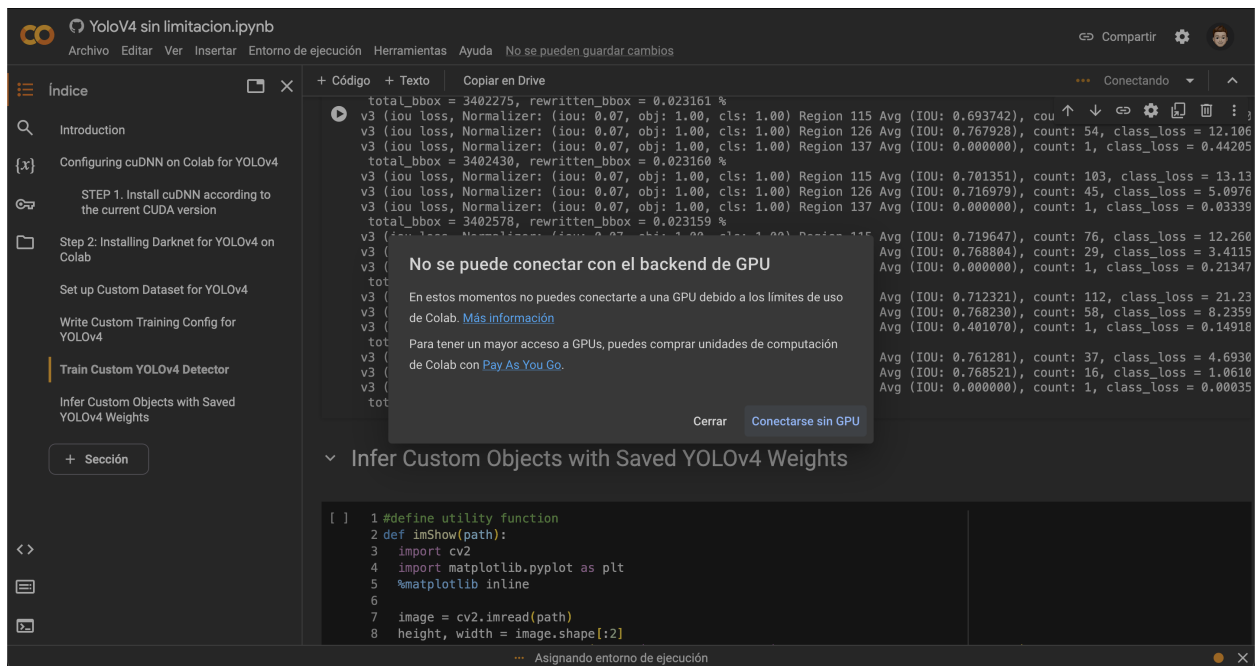 YoloV4 sin limitacion.ipynb
Archivo Editar Ver Insertar Entorno de ejecución Herramientas Ayuda No se pueden guardar cambios
Compartir
Índice
Introduction
Configuring cuDNN on Colab for YOLOv4
STEP 1. Install cuDNN according to
the current CUDA version
Step 2: Installing Darknet for YOLOv4 on
Colab
Set up Custom Dataset for YOLOv4
Write Custom Training Config for
YOLOv4
Train Custom YOLOv4 Detector
Infer Custom Objects with Saved
YOLOv4 Weights
+ Sección
+ Código + Texto Copiar en Drive
Conectando
total_bbox = 3402275, rewritten_bbox = 0.023161 %
v3 (iou loss, Normalizer: (iou: 0.07, obj: 1.00, cls: 1.00) Region 115 Avg (IOU: 0.693742), cou
v3 (iou loss, Normalizer: (iou: 0.07, obj: 1.00, cls: 1.00) Region 126 Avg (IOU: 0.767928), count: 54, class_loss = 12.106
v3 (iou loss, Normalizer: (iou: 0.07, obj: 1.00, cls: 1.00) Region 137 Avg (IOU: 0.000000), count: 1, class_loss = 0.44205
total_bbox = 3402430, rewritten_bbox = 0.023160 %
v3 (iou loss, Normalizer: (iou: 0.07, obj: 1.00, cls: 1.00) Region 115 Avg (IOU: 0.701351), count: 103, class_loss = 13.13
v3 (iou loss, Normalizer: (iou: 0.07, obj: 1.00, cls: 1.00) Region 126 Avg (IOU: 0.716979), count: 45, class_loss = 5.0976
v3 (iou loss, Normalizer: (iou: 0.07, obj: 1.00, cls: 1.00) Region 137 Avg (IOU: 0.000000), count: 1, class_loss = 0.03339
total_bbox = 3402578, rewritten_bbox = 0.023159 %
v3 ( Avg (IOU: 0.719647), count: 76, class_loss = 12.260
v3 ( Avg (IOU: 0.768804), count: 29, class_loss = 3.4115
v3 ( Avg (IOU: 0.000000), count: 1, class_loss = 0.21347
tot
v3 ( Avg (IOU: 0.712321), count: 112, class_loss = 21.23
v3 ( Avg (IOU: 0.768230), count: 58, class_loss = 8.2359
v3 ( Avg (IOU: 0.401070), count: 1, class_loss = 0.14918
tot
v3 ( Avg (IOU: 0.761281), count: 37, class_loss = 4.6930
v3 ( Avg (IOU: 0.768521), count: 16, class_loss = 1.0610
v3 ( Avg (IOU: 0.000000), count: 1, class_loss = 0.00035
tot
No se puede conectar con el backend de GPU
En estos momentos no puedes conectarte a una GPU debido a los límites de uso
de Colab. Más información
Para tener un mayor acceso a GPUs, puedes comprar unidades de computación
de Colab con Pay As You Go.
Cerrar Conectarse sin GPU
Infer Custom Objects with Saved YOLOv4 Weights
[ ] 1 #define utility function
2 def imShow(path):
3 import cv2
4 import matplotlib.pyplot as plt
5 %matplotlib inline
6
7 image = cv2.imread(path)
8 height, width = image.shape[:2]
Asignando entorno de ejecución